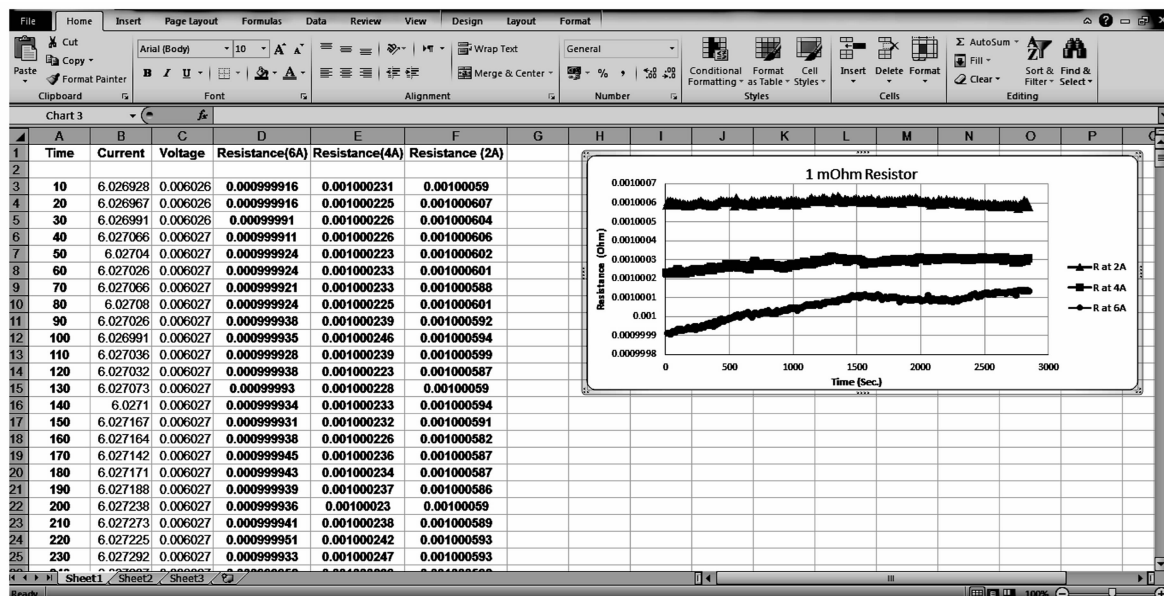 File Home Insert Page Layout Formulas Data Review View Design Layout Format
Cut
Copy
Format Painter
Paste
Arial (Body) 10 A A
B I U A
Wrap Text
Merge & Center
General
% ,
Conditional Formatting Format as Table Cell Styles
Insert Delete Format
Σ AutoSum
Fill
Clear
Sort & Filter Find & Select
Clipboard Font Alignment Number Styles Cells Editing
Chart 3 fx
A B C D E F G H I J K L M N O P
1 Time Current Voltage Resistance(6A) Resistance(4A) Resistance (2A)
2
3 10 6.026928 0.006026 0.000999916 0.001000231 0.00100059
4 20 6.026967 0.006026 0.000999916 0.001000225 0.001000607
5 30 6.026991 0.006026 0.00099991 0.001000226 0.001000604
6 40 6.027066 0.006027 0.000999911 0.001000226 0.001000606
7 50 6.02704 0.006027 0.000999924 0.001000223 0.001000602
8 60 6.027026 0.006027 0.000999924 0.001000233 0.001000601
9 70 6.027066 0.006027 0.000999921 0.001000233 0.001000588
10 80 6.02708 0.006027 0.000999924 0.001000225 0.001000601
11 90 6.027026 0.006027 0.000999938 0.001000239 0.001000592
12 100 6.026991 0.006027 0.000999935 0.001000246 0.001000594
13 110 6.027036 0.006027 0.000999928 0.001000239 0.001000599
14 120 6.027032 0.006027 0.000999938 0.001000223 0.001000587
15 130 6.027073 0.006027 0.00099993 0.001000228 0.00100059
16 140 6.0271 0.006027 0.000999934 0.001000233 0.001000594
17 150 6.027167 0.006027 0.000999931 0.001000232 0.001000591
18 160 6.027164 0.006027 0.000999938 0.001000226 0.001000582
19 170 6.027142 0.006027 0.000999945 0.001000236 0.001000587
20 180 6.027171 0.006027 0.000999943 0.001000234 0.001000587
21 190 6.027188 0.006027 0.000999939 0.001000237 0.001000586
22 200 6.027238 0.006027 0.000999936 0.00100023 0.00100059
23 210 6.027273 0.006027 0.000999941 0.001000238 0.001000589
24 220 6.027225 0.006027 0.000999951 0.001000242 0.001000593
25 230 6.027292 0.006027 0.000999933 0.001000247 0.001000593
1 mOhm Resistor
Resistance (Ohm)
0.0010007
0.0010006
0.0010005
0.0010004
0.0010003
0.0010002
0.0010001
0.001
0.0009999
0.0009998
0 500 1000 1500 2000 2500 3000
Time (Sec.)
R at 2A
R at 4A
R at 6A
Sheet1 Sheet2 Sheet3
Ready 100%